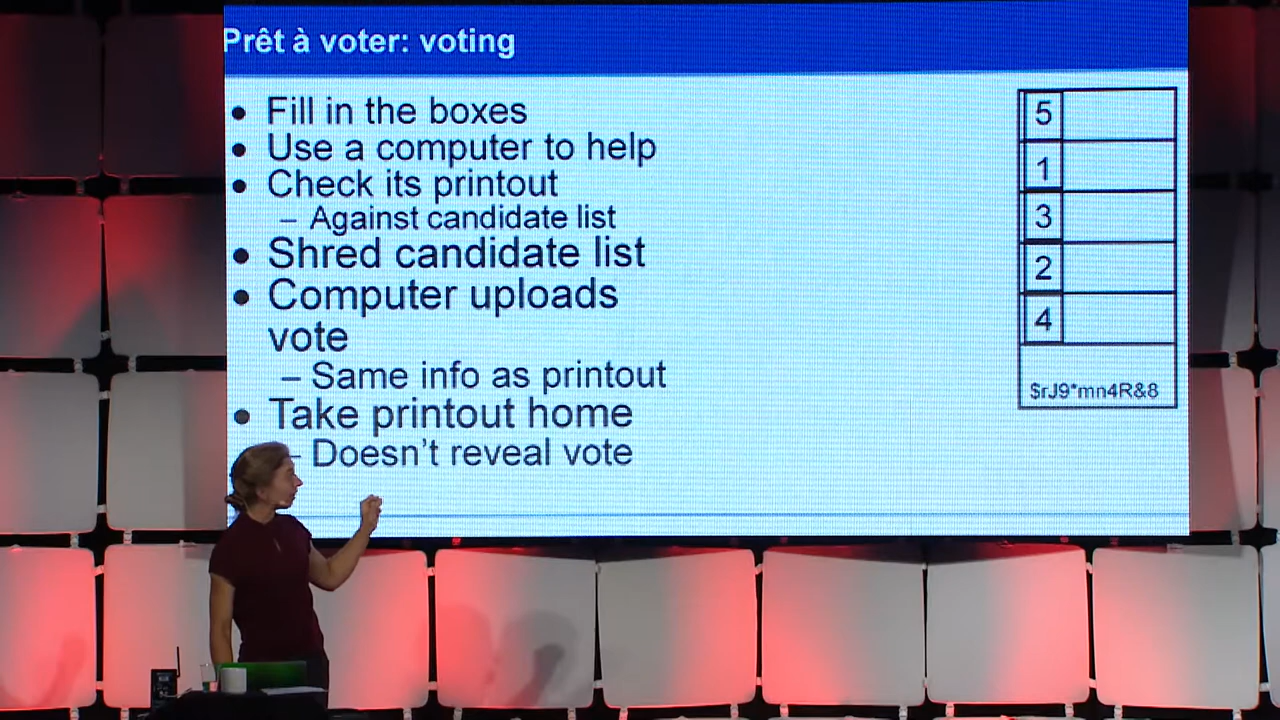 Prêt à voter: voting
• Fill in the boxes
• Use a computer to help
• Check its printout
– Against candidate list
• Shred candidate list
• Computer uploads
vote
– Same info as printout
• Take printout home
– Doesn't reveal vote
5
1
3
2
4
$rJ9*mn4R&8